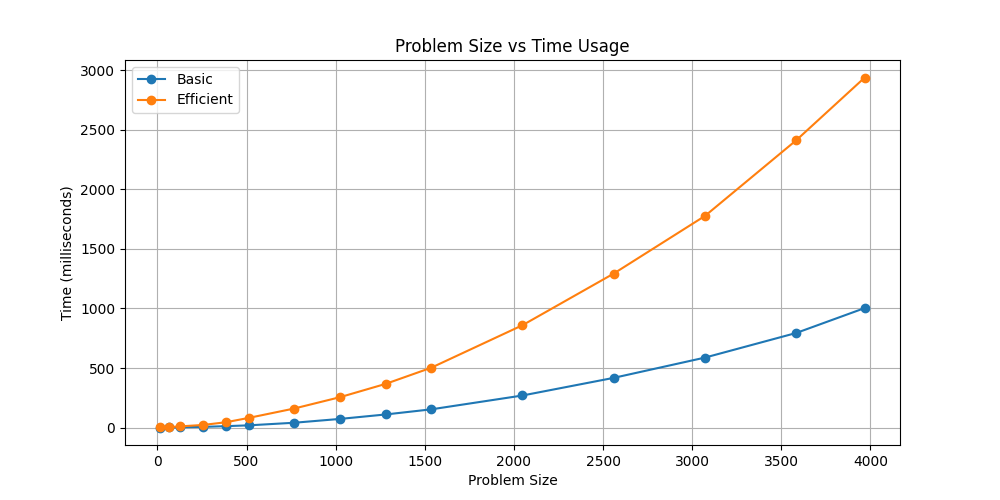 Problem Size vs Time Usage
Basic
Efficient
3000
2500
2000
1500
1000
500
0
Time (milliseconds)
0 500 1000 1500 2000 2500 3000 3500 4000
Problem Size